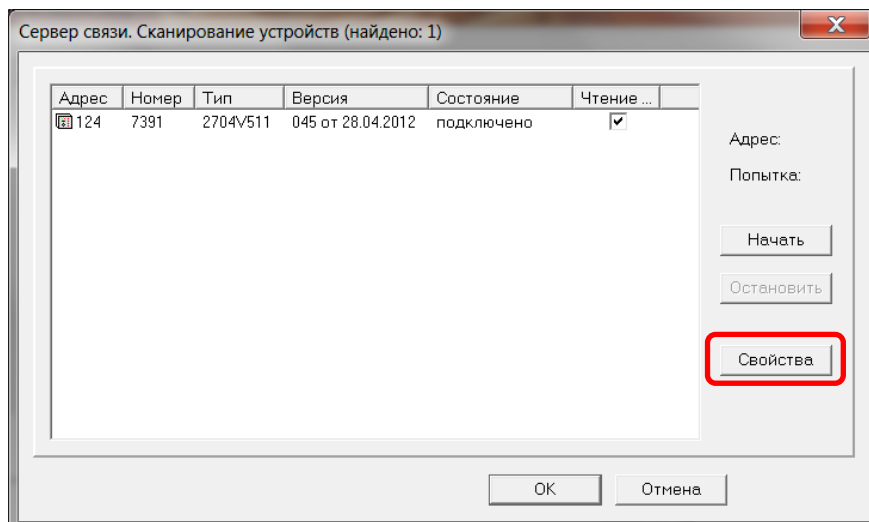 Сервер связи. Сканирование устройств (найдено: 1)
Адрес Номер Тип Версия Состояние Чтение ...
124 7391 2704V511 045 от 28.04.2012 подключено
Адрес:
Попытка:
Начать
Остановить
Свойства
OK Отмена